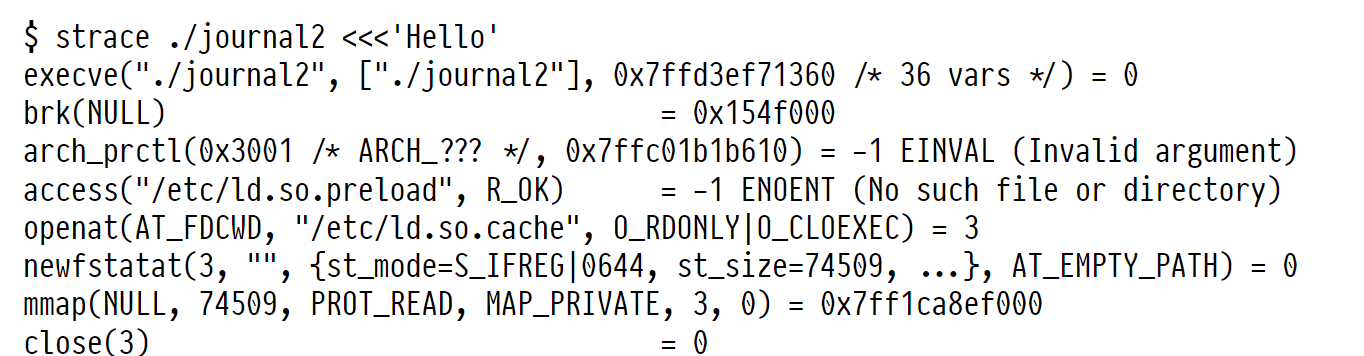 $ strace ./journal2 <<<'Hello'
execve("./journal2", ["./journal2"], 0x7ffd3ef71360 /* 36 vars */) = 0
brk(NULL)                               = 0x154f000
arch_prctl(0x3001 /* ARCH_??? */, 0x7ffc01b1b610) = -1 EINVAL (Invalid argument)
access("/etc/ld.so.preload", R_OK)      = -1 ENOENT (No such file or directory)
openat(AT_FDCWD, "/etc/ld.so.cache", O_RDONLY|O_CLOEXEC) = 3
newfstatat(3, "", {st_mode=S_IFREG|0644, st_size=74509, ...}, AT_EMPTY_PATH) = 0
mmap(NULL, 74509, PROT_READ, MAP_PRIVATE, 3, 0) = 0x7ff1ca8ef000
close(3)                                = 0